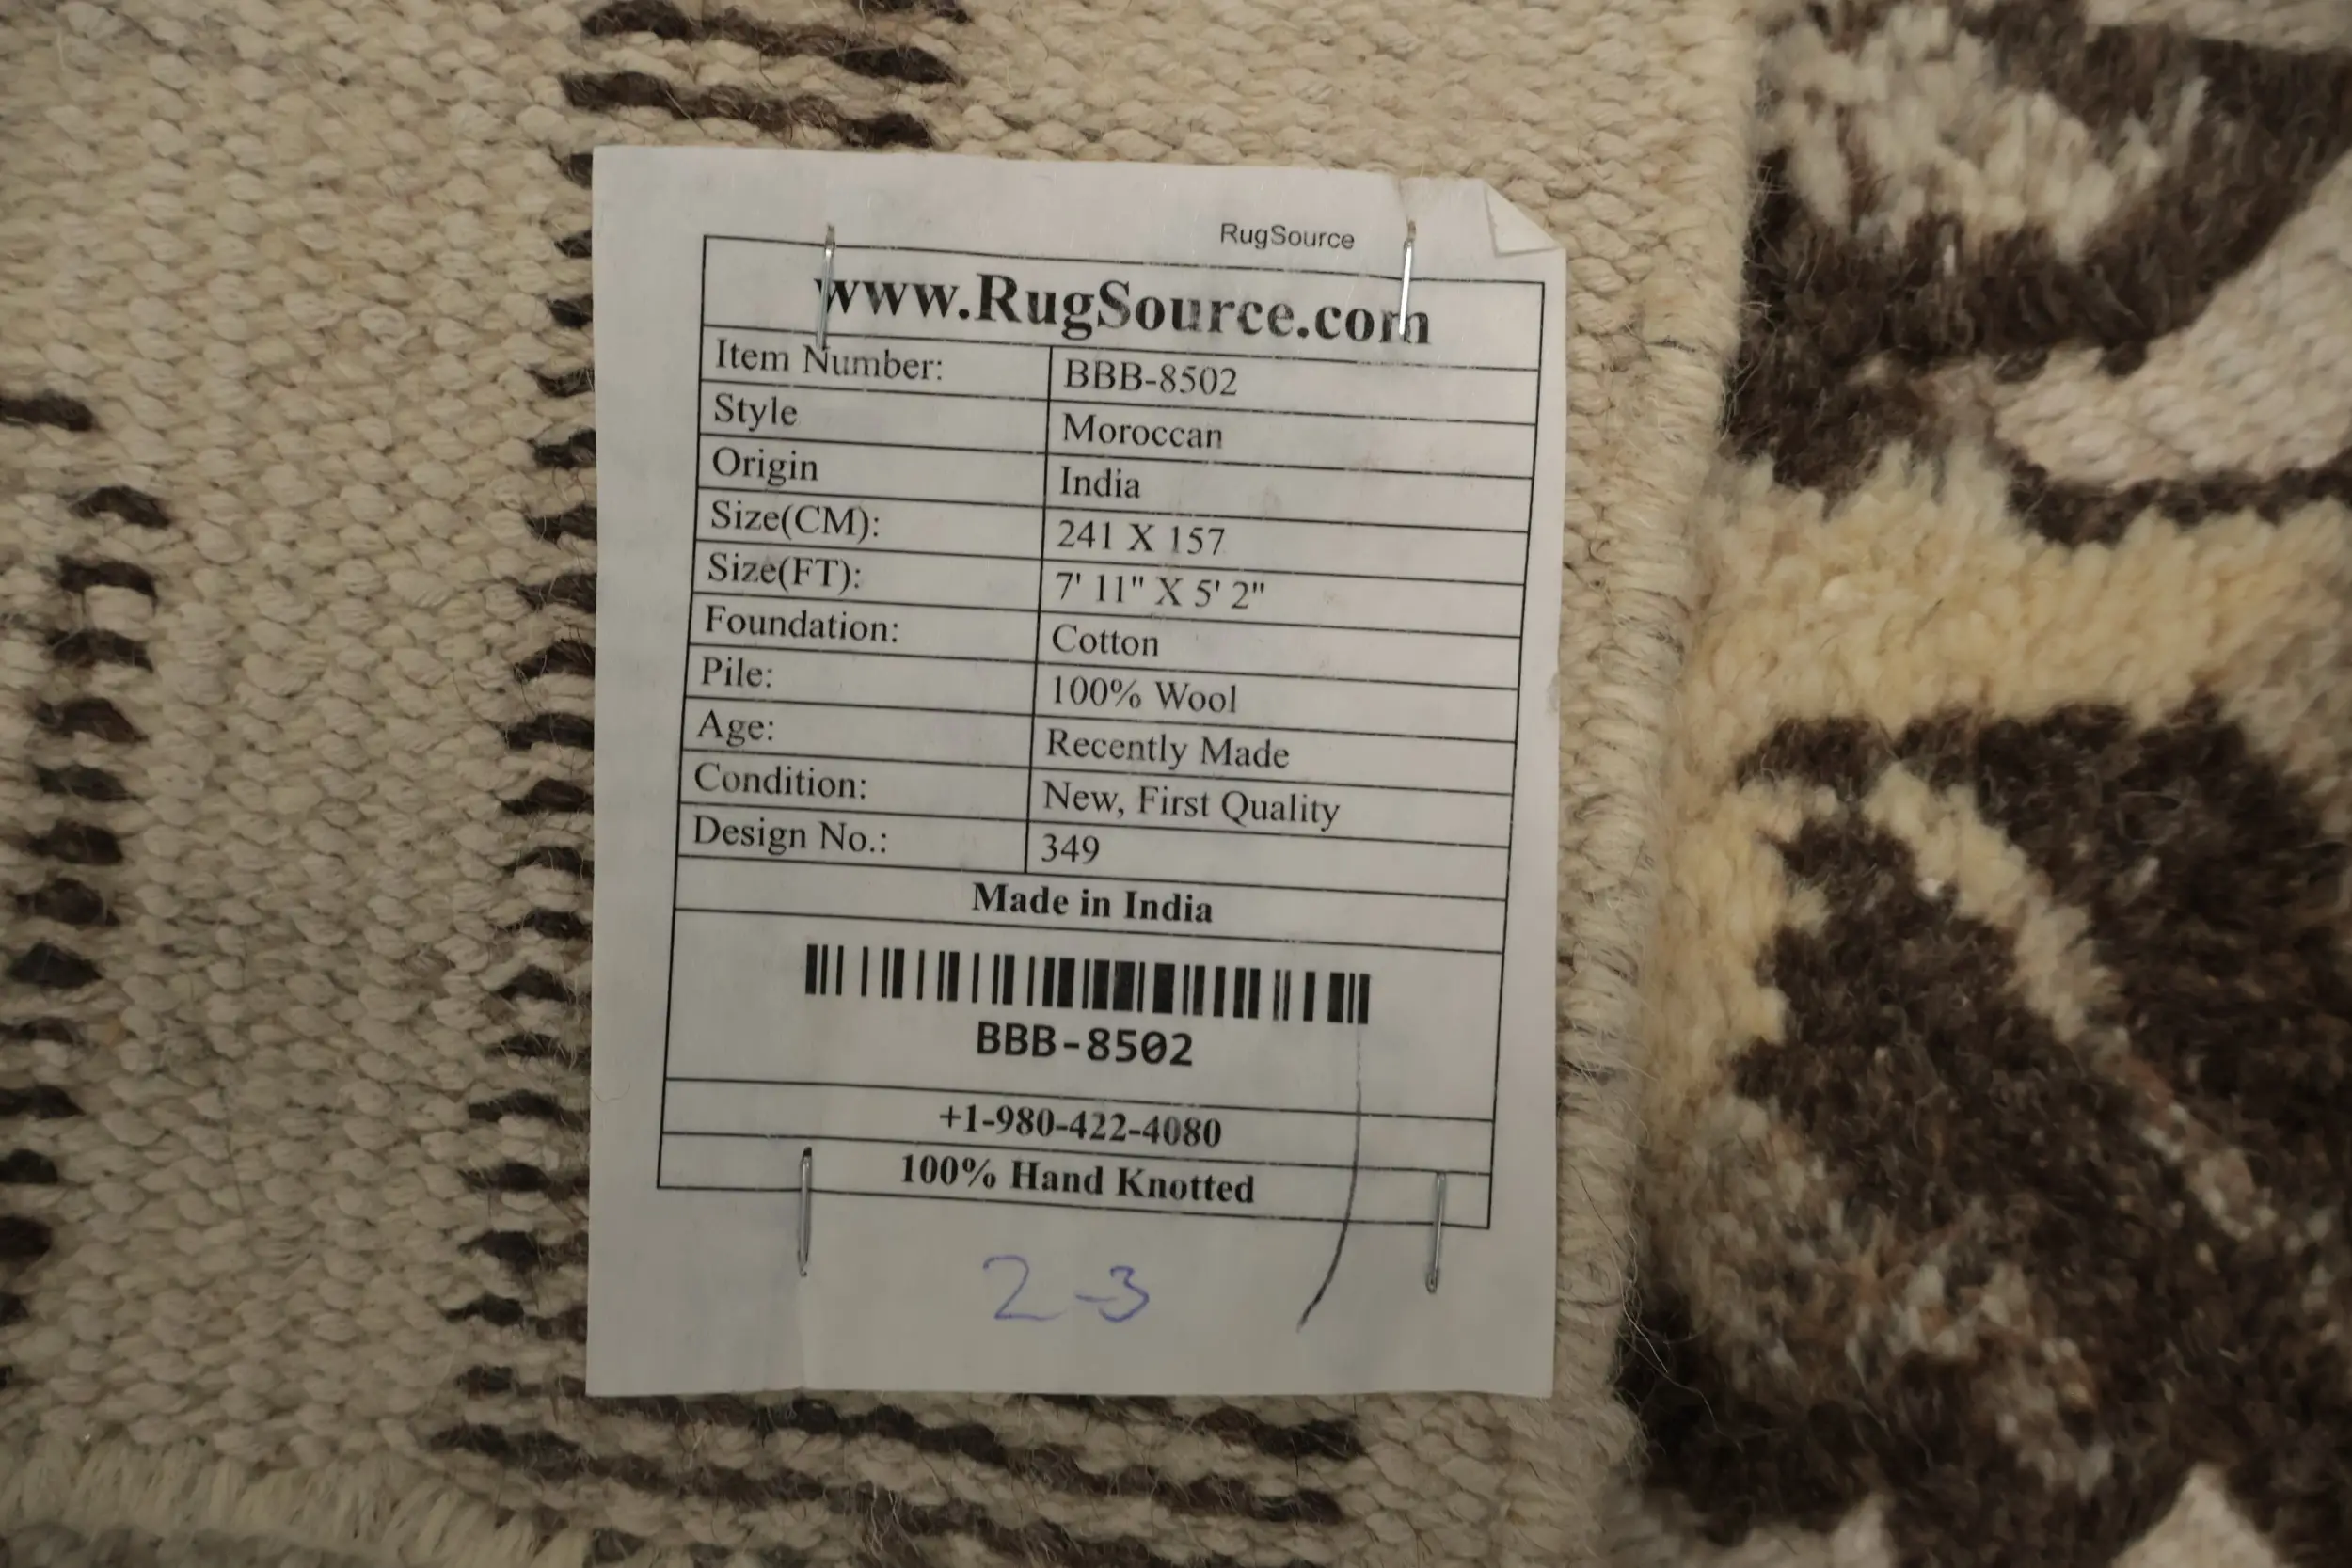 RugSource
www.RugSource.com
Item Number: BBB-8502
Style Moroccan
Origin India
Size(CM): 241 X 157
Size(FT): 7' 11" X 5' 2"
Foundation: Cotton
Pile: 100% Wool
Age: Recently Made
Condition: New, First Quality
Design No.: 349
Made in India
BBB-8502
+1-980-422-4080
100% Hand Knotted
2-3